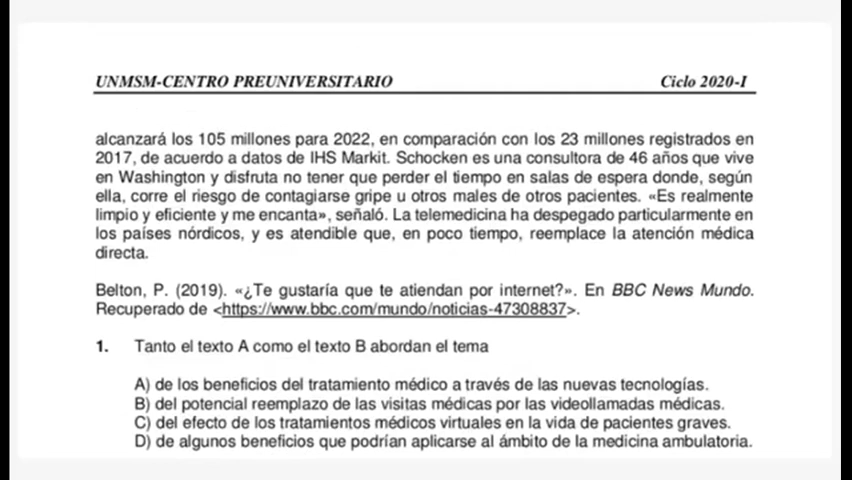 UNMSM-CENTRO PREUNIVERSITARIO Ciclo 2020-I
alcanzará los 105 millones para 2022, en comparación con los 23 millones registrados en
2017, de acuerdo a datos de IHS Markit. Schocken es una consultora de 46 años que vive
en Washington y disfruta no tener que perder el tiempo en salas de espera donde, según
ella, corre el riesgo de contagiarse gripe u otros males de otros pacientes. «Es realmente
limpio y eficiente y me encanta», señaló. La telemedicina ha despegado particularmente en
los países nórdicos, y es atendible que, en poco tiempo, reemplace la atención médica
directa.
Belton, P. (2019). «¿Te gustaría que te atiendan por internet?». En BBC News Mundo.
Recuperado de <https://www.bbc.com/mundo/noticias-47308837>.
1. Tanto el texto A como el texto B abordan el tema
A) de los beneficios del tratamiento médico a través de las nuevas tecnologías.
B) del potencial reemplazo de las visitas médicas por las videollamadas médicas.
C) del efecto de los tratamientos médicos virtuales en la vida de pacientes graves.
D) de algunos beneficios que podrían aplicarse al ámbito de la medicina ambulatoria.